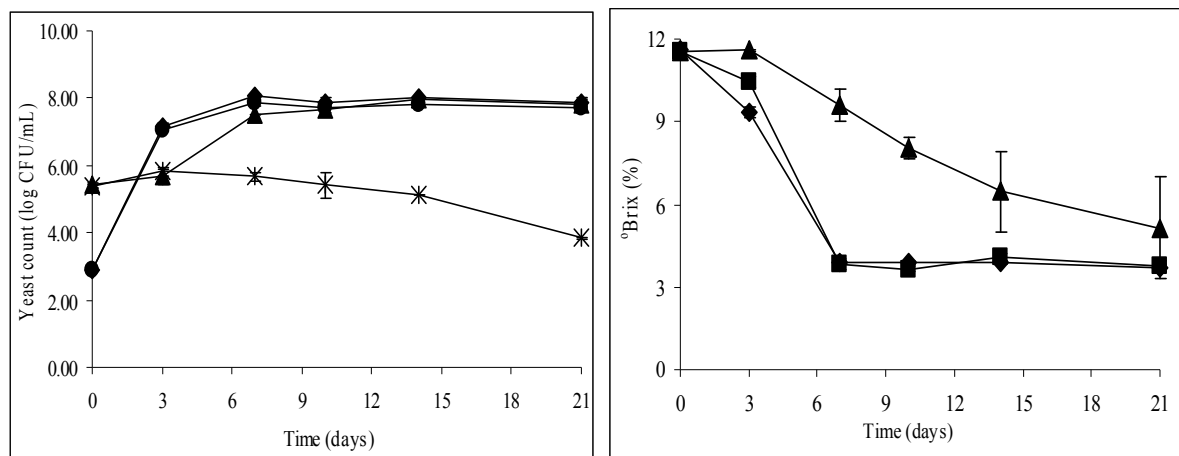 10.00
8.00
6.00
4.00
2.00
0.00
Yeast count (log CFU/mL)
0 3 6 9 12 15 18 21
Time (days)
12
9
6
3
0
ºBrix (%)
0 3 6 9 12 15 18 21
Time (days)